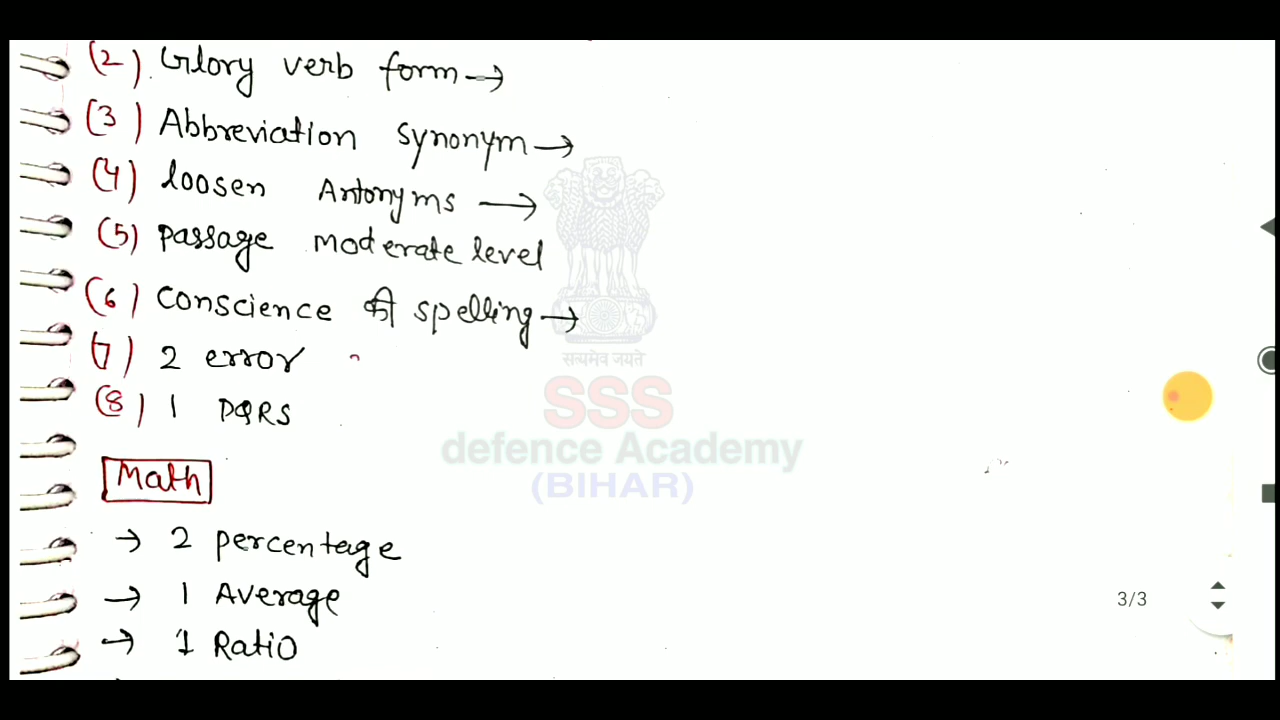 (2) Glory verb form →
(3) Abbreviation synonym →
(4) loosen Antonyms →
(5) passage moderate level
(6) Conscience की spelling →
(7) 2 error
(8) 1 PQRS
सत्यमेव जयते
SSS
defence Academy
(BIHAR)
Math
→ 2 percentage
→ 1 Average
→ 1 Ratio
3/3